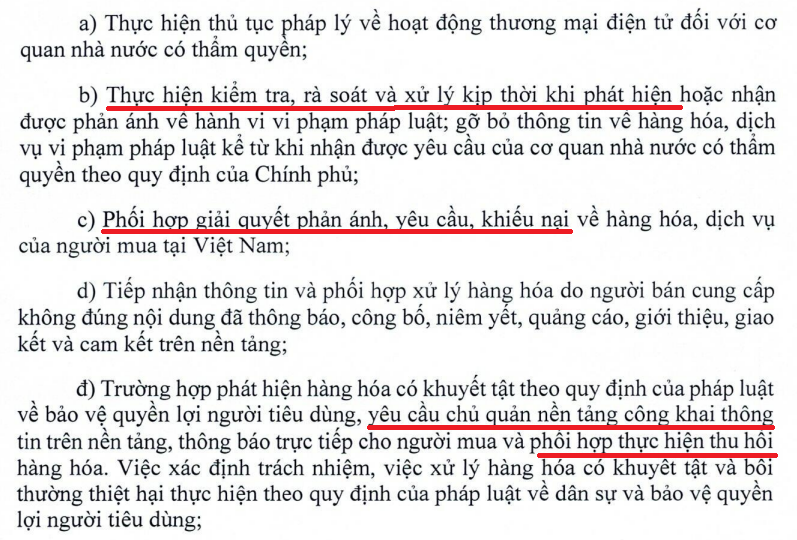 a) Thực hiện thủ tục pháp lý về hoạt động thương mại điện tử đối với cơ
quan nhà nước có thẩm quyền;
b) Thực hiện kiểm tra, rà soát và xử lý kịp thời khi phát hiện hoặc nhận
được phản ánh về hành vi vi phạm pháp luật; gỡ bỏ thông tin về hàng hóa, dịch
vụ vi phạm pháp luật kể từ khi nhận được yêu cầu của cơ quan nhà nước có thẩm
quyền theo quy định của Chính phủ;
c) Phối hợp giải quyết phản ánh, yêu cầu, khiếu nại về hàng hóa, dịch vụ
của người mua tại Việt Nam;
d) Tiếp nhận thông tin và phối hợp xử lý hàng hóa do người bán cung cấp
không đúng nội dung đã thông báo, công bố, niêm yết, quảng cáo, giới thiệu, giao
kết và cam kết trên nền tảng;
đ) Trường hợp phát hiện hàng hóa có khuyết tật theo quy định của pháp luật
về bảo vệ quyền lợi người tiêu dùng, yêu cầu chủ quản nền tảng công khai thông
tin trên nền tảng, thông báo trực tiếp cho người mua và phối hợp thực hiện thu hồi
hàng hóa. Việc xác định trách nhiệm, việc xử lý hàng hóa có khuyết tật và bồi
thường thiệt hại thực hiện theo quy định của pháp luật về dân sự và bảo vệ quyền
lợi người tiêu dùng;